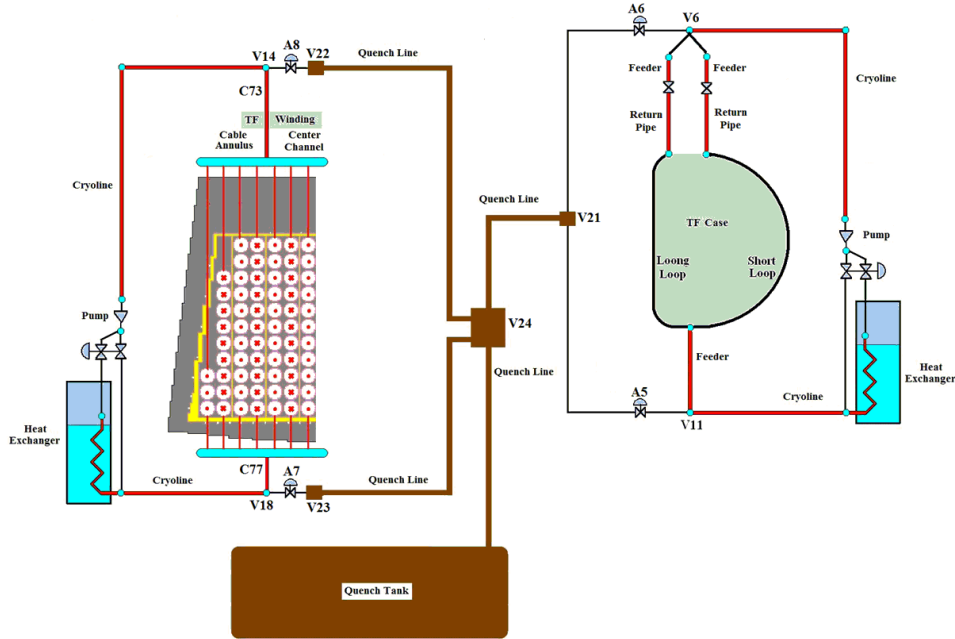 A6
V6
A8
V14
V22
Quench Line
Feeder
Feeder
Cryoline
C73
TF Winding
Return
Pipe
Return
Pipe
Cable
Annulus
Center
Channel
Cryoline
Quench Line
V21
TF Case
Pump
Loong
Loop
Short
Loop
Pump
V24
Feeder
Quench Line
Heat
Exchanger
A5
Cryoline
V11
Heat
Exchanger
C77
A7
Cryoline
Quench Line
V18
V23
Quench Tank